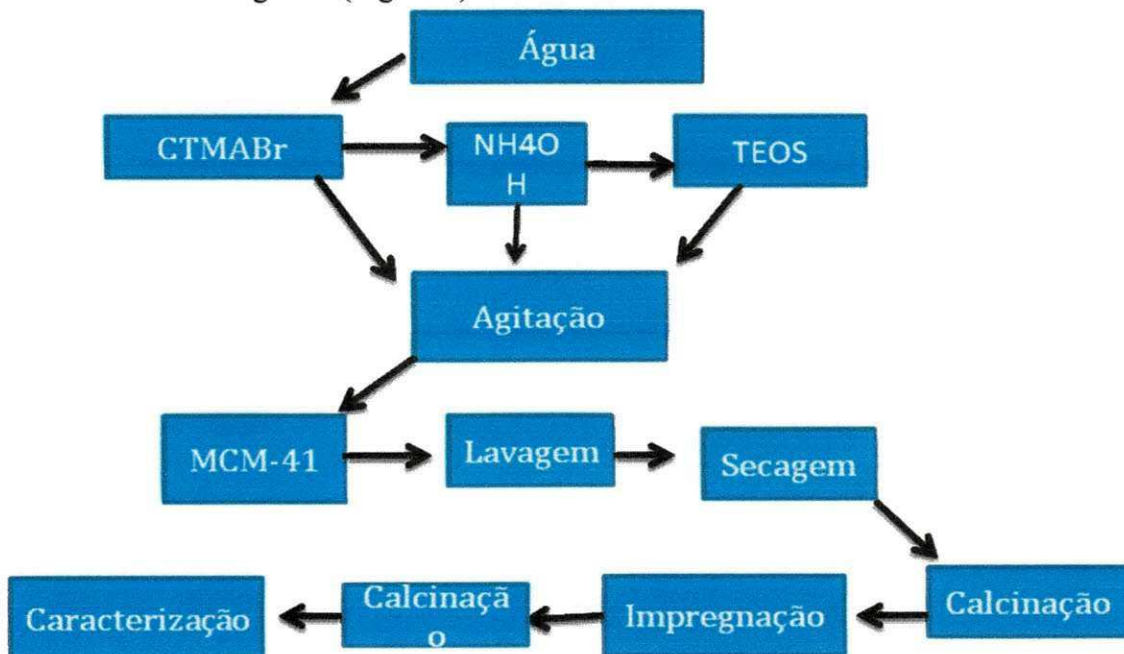 Água
CTMABr
NH4O
H
TEOS
Agitação
MCM-41
Lavagem
Secagem
Calcinação
Impregnação
Calcinaçã
o
Caracterização